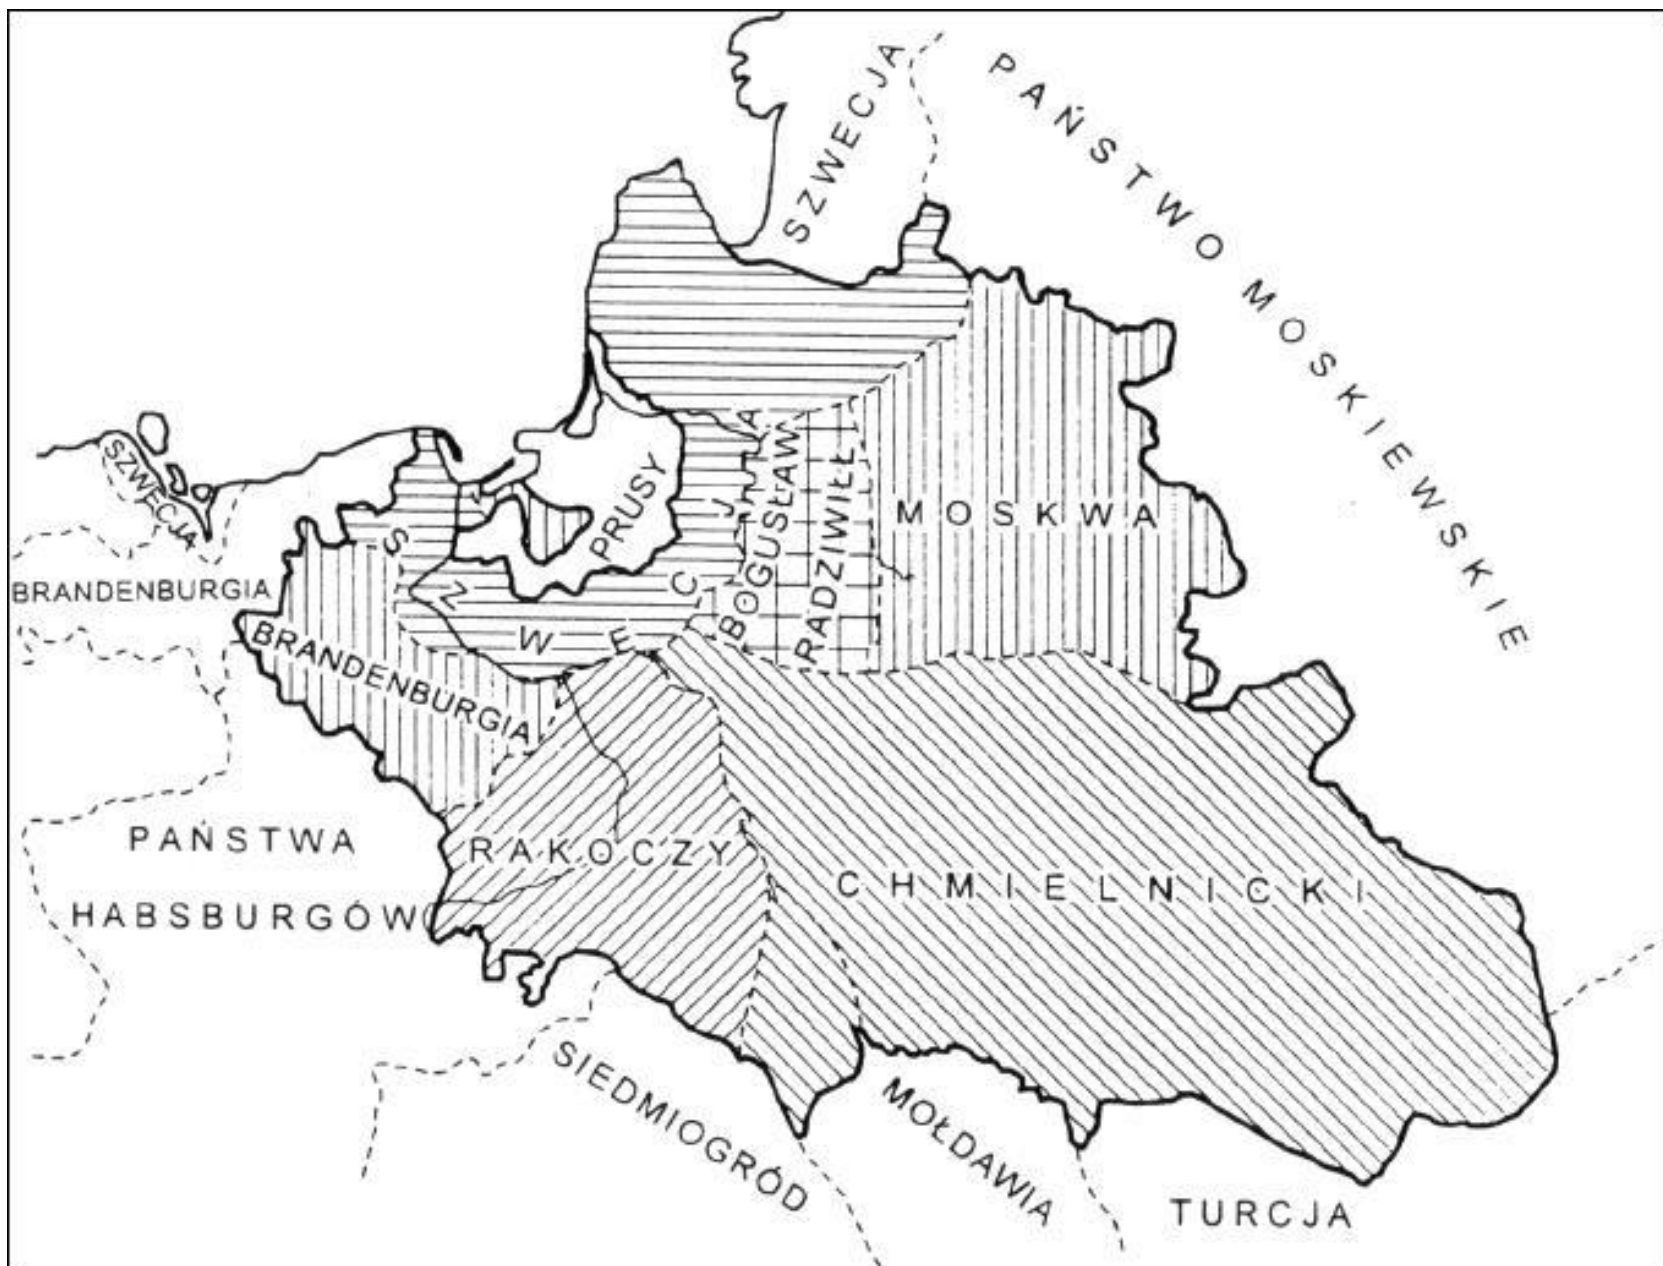 SZWECJA
PAŃSTWO MOSKIEWSKIE
SZWECJA
BRANDENBURGIA
PRUSY
SZWECJA
BOGUSŁAW
RADZIWIŁŁ
MOSKWA
BRANDENBURGIA
PAŃSTWA
HABSBURGÓW
RAKOCZY
CHMIELNICKI
SIEDMIOGRÓD
MOŁDAWIA
TURCJA